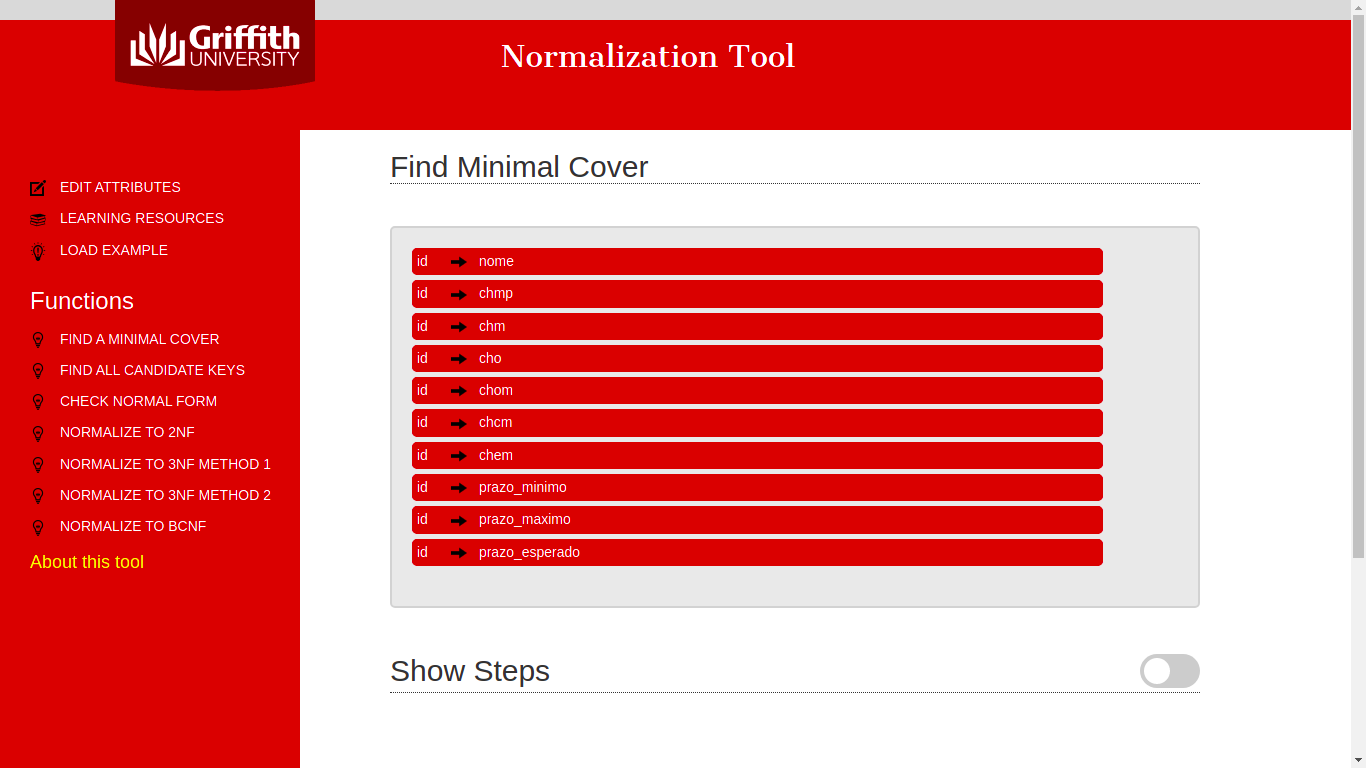 Griffith
UNIVERSITY
Normalization Tool
EDIT ATTRIBUTES
LEARNING RESOURCES
LOAD EXAMPLE
Functions
FIND A MINIMAL COVER
FIND ALL CANDIDATE KEYS
CHECK NORMAL FORM
NORMALIZE TO 2NF
NORMALIZE TO 3NF METHOD 1
NORMALIZE TO 3NF METHOD 2
NORMALIZE TO BCNF
About this tool
Find Minimal Cover
id nome
id chmp
id chm
id cho
id chom
id chcm
id chem
id prazo_minimo
id prazo_maximo
id prazo_esperado
Show Steps